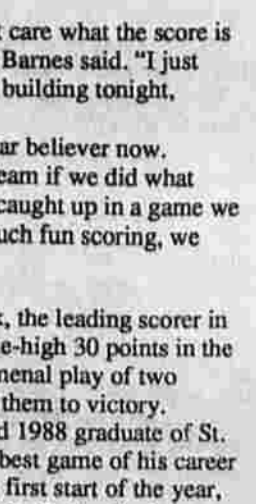 care what the score is
Barnes said. "I just
building tonight,
ar believer now.
eam if we did what
caught up in a game we
uch fun scoring, we
, the leading scorer in
e-high 30 points in the
menal play of two
them to victory.
d 1988 graduate of St.
best game of his career
first start of the year,